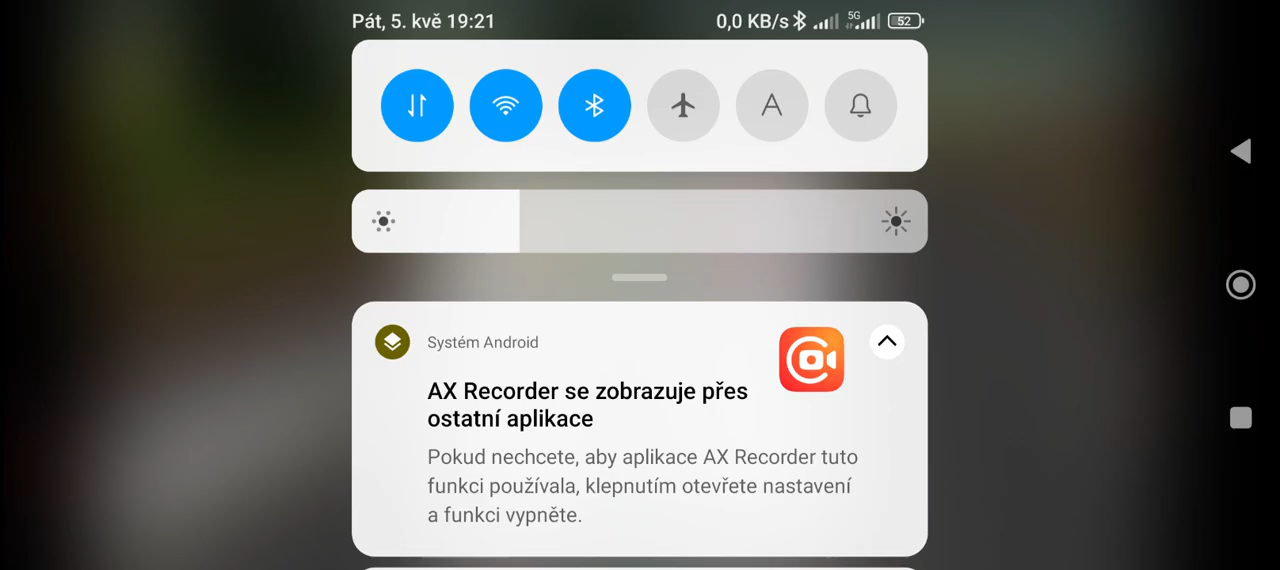 Pát, 5. kvě 19:21 0,0 KB/s 5G 52
A
Systém Android
AX Recorder se zobrazuje přes
ostatní aplikace
Pokud nechcete, aby aplikace AX Recorder tuto
funkci používala, klepnutím otevřete nastavení
a funkci vypněte.